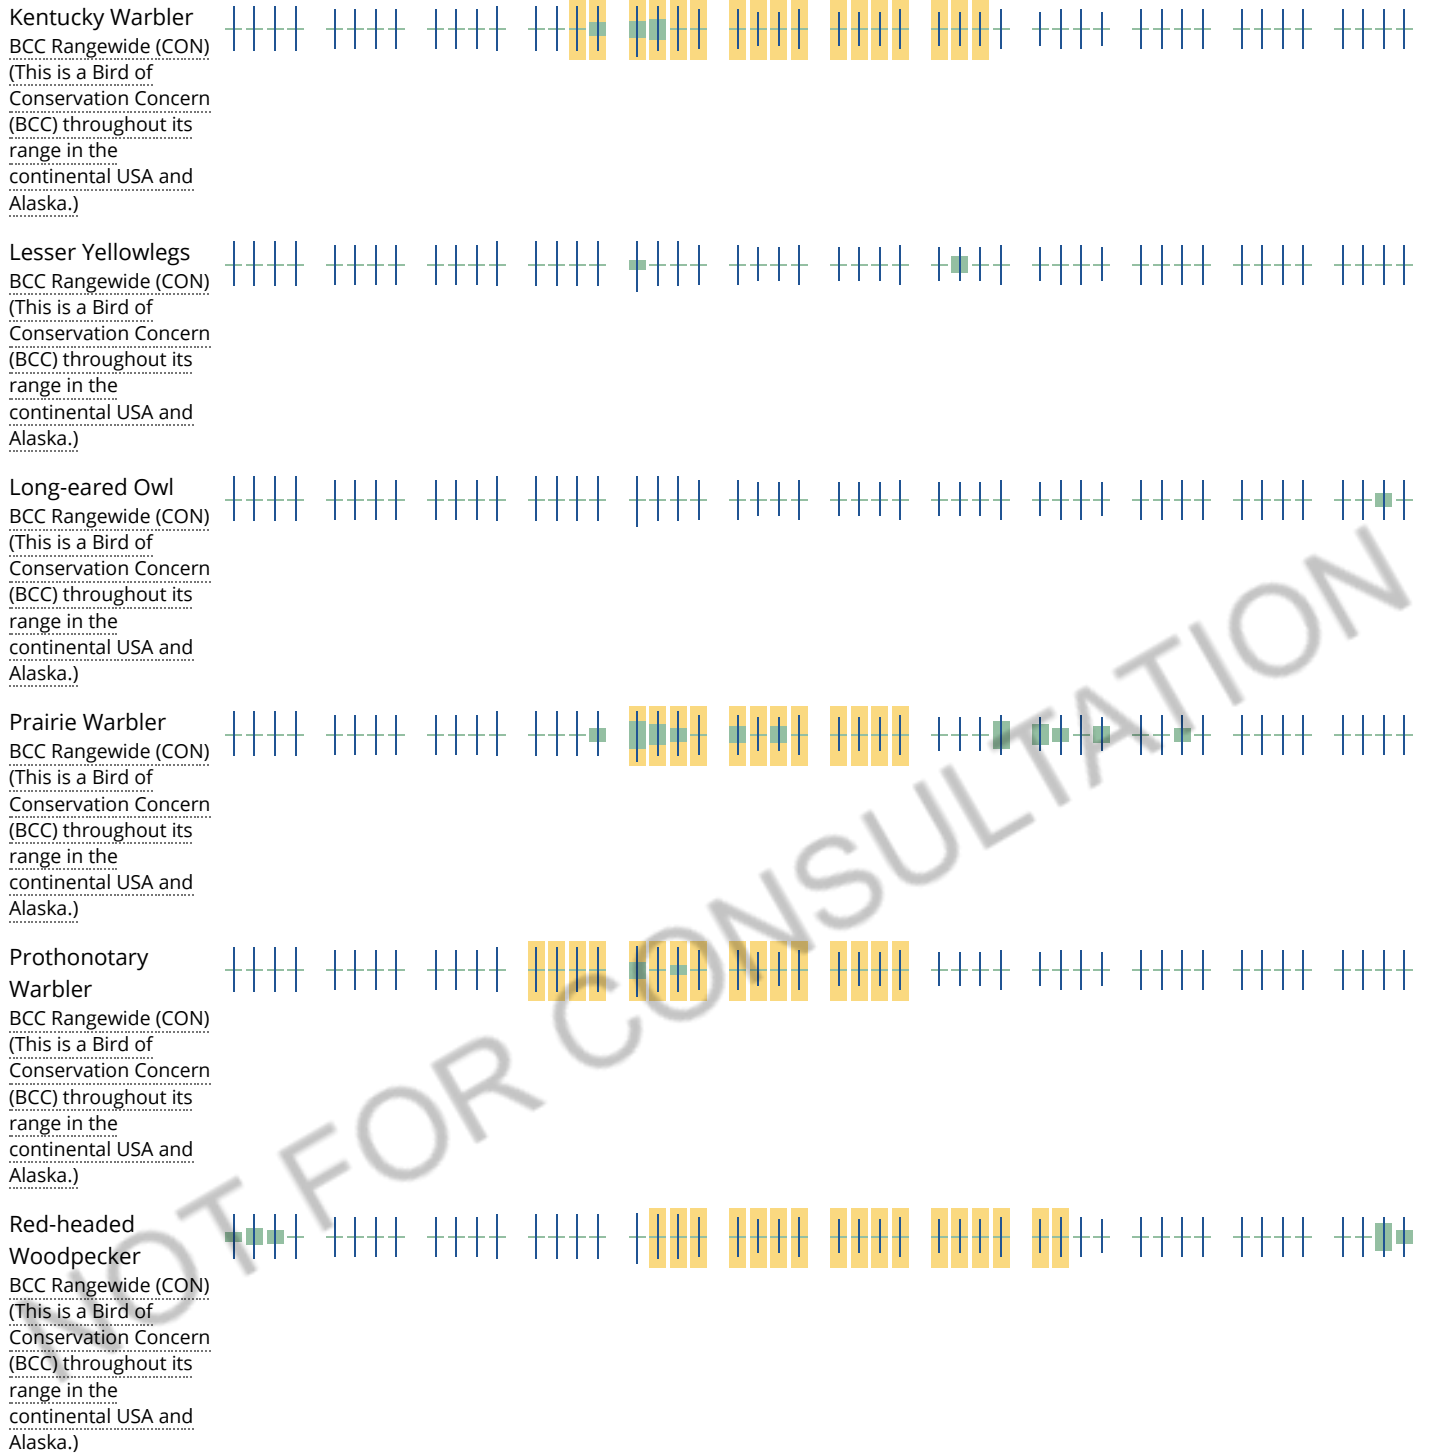 Kentucky Warbler
BCC Rangewide (CON)
(This is a Bird of
Conservation Concern
(BCC) throughout its
range in the
continental USA and
Alaska.)
Lesser Yellowlegs
BCC Rangewide (CON)
(This is a Bird of
Conservation Concern
(BCC) throughout its
range in the
continental USA and
Alaska.)
Long-eared Owl
BCC Rangewide (CON)
(This is a Bird of
Conservation Concern
(BCC) throughout its
range in the
continental USA and
Alaska.)
Prairie Warbler
BCC Rangewide (CON)
(This is a Bird of
Conservation Concern
(BCC) throughout its
range in the
continental USA and
Alaska.)
Prothonotary
Warbler
BCC Rangewide (CON)
(This is a Bird of
Conservation Concern
(BCC) throughout its
range in the
continental USA and
Alaska.)
Red-headed
Woodpecker
BCC Rangewide (CON)
(This is a Bird of
Conservation Concern
(BCC) throughout its
range in the
continental USA and
Alaska.)
NOT FOR CONSULTATION